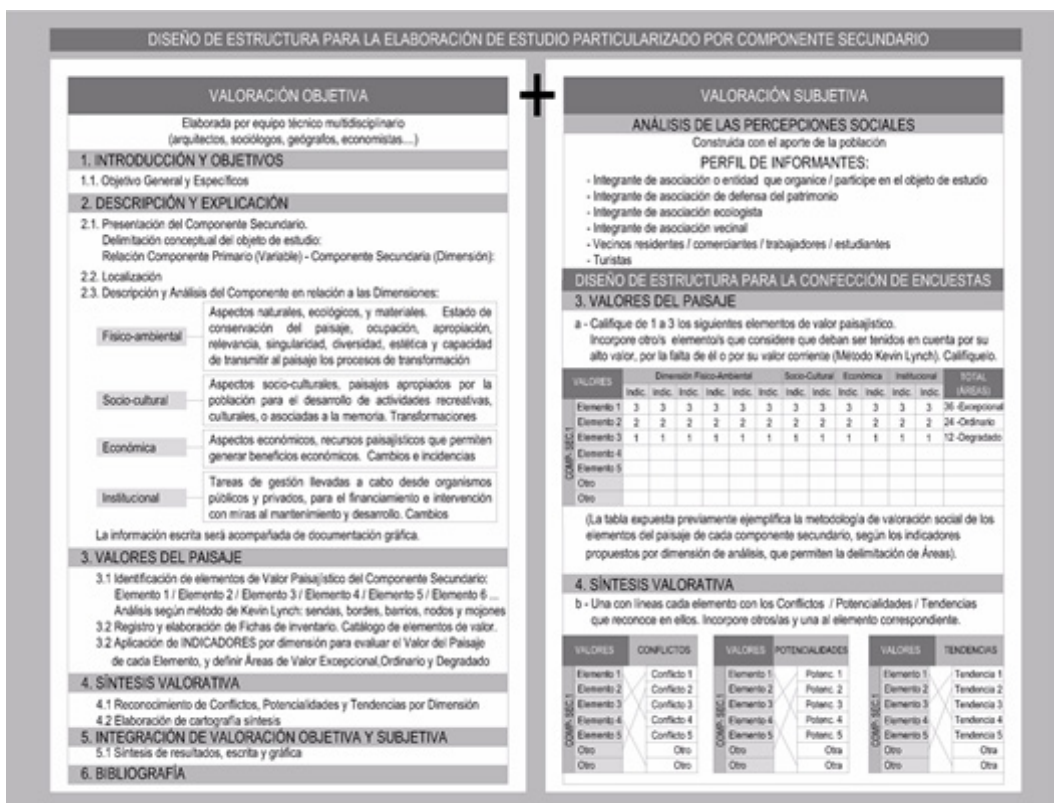 DISEÑO DE ESTRUCTURA PARA LA ELABORACIÓN DE ESTUDIO PARTICULARIZADO POR COMPONENTE SECUNDARIO
VALORACIÓN OBJETIVA
Elaborada por equipo técnico multidisciplinario
(arquitectos, sociólogos, geógrafos, economistas....)
1. INTRODUCCIÓN Y OBJETIVOS
1.1. Objetivo General y Específicos
2. DESCRIPCIÓN Y EXPLICACIÓN
2.1. Presentación del Componente Secundario.
Delimitación conceptual del objeto de estudio:
Relación Componente Primario (Variable) - Componente Secundaria (Dimensión):
2.2. Localización
2.3. Descripción y Análisis del Componente en relación a las Dimensiones:
Físico-ambiental
Aspectos naturales, ecológicos, y materiales. Estado de
conservación del paisaje, ocupación, apropiación,
relevancia, singularidad, diversidad, estética y capacidad
de transmitir al paisaje los procesos de transformación
Socio-cultural
Aspectos socio-culturales, paisajes apropiados por la
población para el desarrollo de actividades recreativas,
culturales, o asociadas a la memoria. Transformaciones
Económica
Aspectos económicos, recursos paisajísticos que permiten
generar beneficios económicos. Cambios e incidencias
Institucional
Tareas de gestión llevadas a cabo desde organismos
públicos y privados, para el financiamiento e intervención
con miras al mantenimiento y desarrollo. Cambios
La información escrita será acompañada de documentación gráfica.
3. VALORES DEL PAISAJE
3.1 Identificación de elementos de Valor Paisajístico del Componente Secundario:
Elemento 1 / Elemento 2 / Elemento 3 / Elemento 4 / Elemento 5 / Elemento 6 ...
Análisis según método de Kevin Lynch: sendas, bordes, barrios, nodos y mojones
3.2 Registro y elaboración de Fichas de inventario. Catálogo de elementos de valor.
3.2 Aplicación de INDICADORES por dimensión para evaluar el Valor del Paisaje
de cada Elemento, y definir Áreas de Valor Excepcional, Ordinario y Degradado
4. SÍNTESIS VALORATIVA
4.1 Reconocimiento de Conflictos, Potencialidades y Tendencias por Dimensión
4.2 Elaboración de cartografía síntesis
5. INTEGRACIÓN DE VALORACIÓN OBJETIVA Y SUBJETIVA
5.1 Síntesis de resultados, escrita y gráfica
6. BIBLIOGRAFÍA
+
VALORACIÓN SUBJETIVA
ANÁLISIS DE LAS PERCEPCIONES SOCIALES
Construida con el aporte de la población
PERFIL DE INFORMANTES:
- Integrante de asociación o entidad que organice / participe en el objeto de estudio
- Integrante de asociación de defensa del patrimonio
- Integrante de asociación ecologista
- Integrante de asociación vecinal
- Vecinos residentes / comerciantes / trabajadores / estudiantes
- Turistas
DISEÑO DE ESTRUCTURA PARA LA CONFECCIÓN DE ENCUESTAS
3. VALORES DEL PAISAJE
a - Califique de 1 a 3 los siguientes elementos de valor paisajístico.
Incorpore otro/s elemento/s que considere que deban ser tenidos en cuenta por su
alto valor, por la falta de él o por su valor corriente (Método Kevin Lynch). Califíquelo.
VALORES Dimensión Físico-Ambiental Socio-Cultural Económica Institucional TOTAL (ÁREAS)
Indic. Indic. Indic. Indic. Indic. Indic. Indic. Indic. Indic. Indic. Indic. Indic.
COMP. SEC.1
Elemento 1 3 3 3 3 3 3 3 3 3 3 3 3 36 -Excepcional
Elemento 2 2 2 2 2 2 2 2 2 2 2 2 2 24 -Ordinario
Elemento 3 1 1 1 1 1 1 1 1 1 1 1 1 12 -Degradado
Elemento 4
Elemento 5
Otro
Otro
(La tabla expuesta previamente ejemplifica la metodología de valoración social de los
elementos del paisaje de cada componente secundario, según los indicadores
propuestos por dimensión de análisis, que permiten la delimitación de Áreas).
4. SÍNTESIS VALORATIVA
b - Una con líneas cada elemento con los Conflictos / Potencialidades / Tendencias
que reconoce en ellos. Incorpore otros/as y una al elemento correspondiente.
VALORES CONFLICTOS VALORES POTENCIALIDADES VALORES TENDENCIAS
COMP. SEC.1 COMP. SEC.1 COMP. SEC.1
Elemento 1 Conflicto 1 Elemento 1 Potenc. 1 Elemento 1 Tendencia 1
Elemento 2 Conflicto 2 Elemento 2 Potenc. 2 Elemento 2 Tendencia 2
Elemento 3 Conflicto 3 Elemento 3 Potenc. 3 Elemento 3 Tendencia 3
Elemento 4 Conflicto 4 Elemento 4 Potenc. 4 Elemento 4 Tendencia 4
Elemento 5 Conflicto 5 Elemento 5 Potenc. 5 Elemento 5 Tendencia 5
Otro Otro Otro Otra Otro Otra
Otro Otro Otro Otra Otro Otra